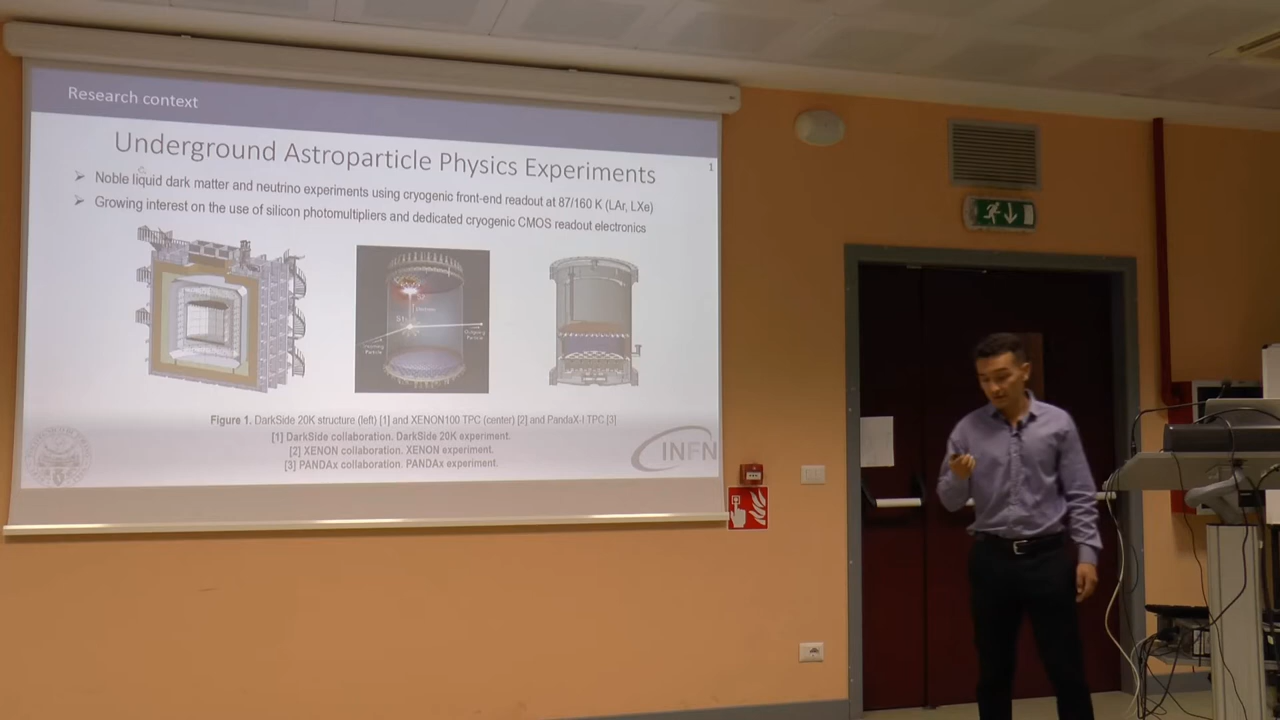 Research context
Underground Astroparticle Physics Experiments
1
Noble liquid dark matter and neutrino experiments using cryogenic front-end readout at 87/160 K (LAr, LXe)
Growing interest on the use of silicon photomultipliers and dedicated cryogenic CMOS readout electronics
Figure 1. DarkSide 20K structure (left) [1] and XENON100 TPC (center) [2] and PandaX-I TPC [3]
[1] DarkSide collaboration. DarkSide 20K experiment.
[2] XENON collaboration. XENON experiment.
[3] PANDAx collaboration. PANDAx experiment.
INFN